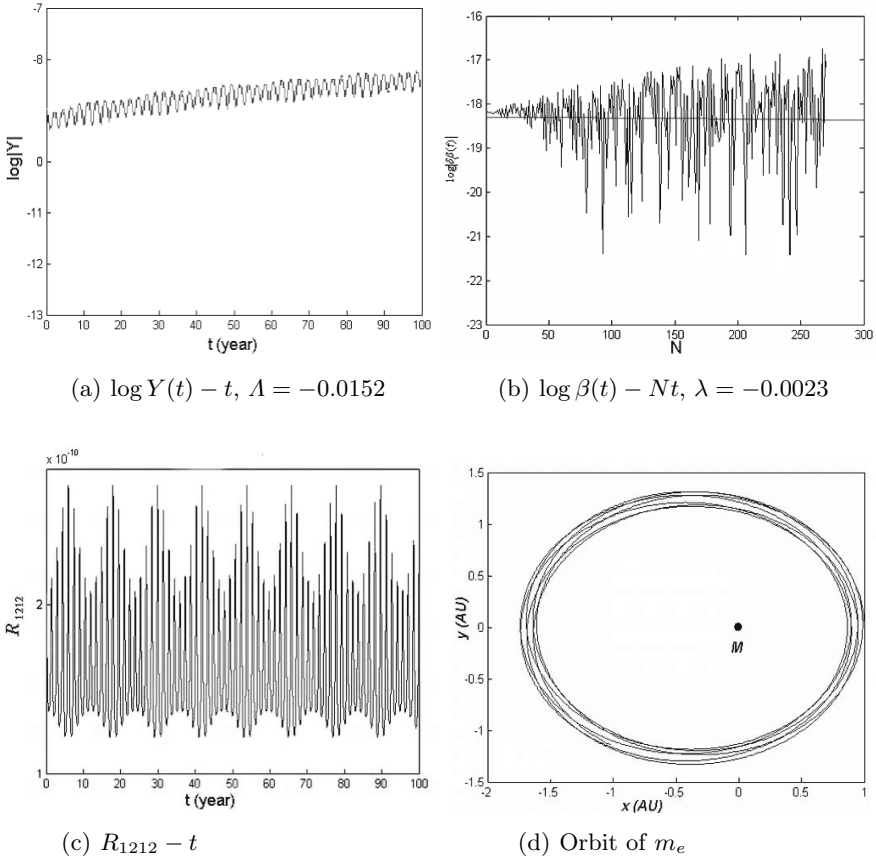 -7
-8
0
-11
-12
-13
log|Y|
0 10 20 30 40 50 60 70 80 90 100
t (year)
(a) log Y(t) − t, Λ = −0.0152
-16
-17
-18
-19
-20
-21
-22
-23
0 50 100 150 200 250 300
N
(b) log β(t) − Nt, λ = −0.0023
x 10⁻¹⁰
2
1
R ₁₂₁₂
0 10 20 30 40 50 60 70 80 90 100
t (year)
(c) R₁₂₁₂ − t
1.5
1
0.5
0
-0.5
-1
-1.5
y (AU)
M
-2 -1.5 -1 -0.5 0 0.5 1
x (AU)
(d) Orbit of mₑ